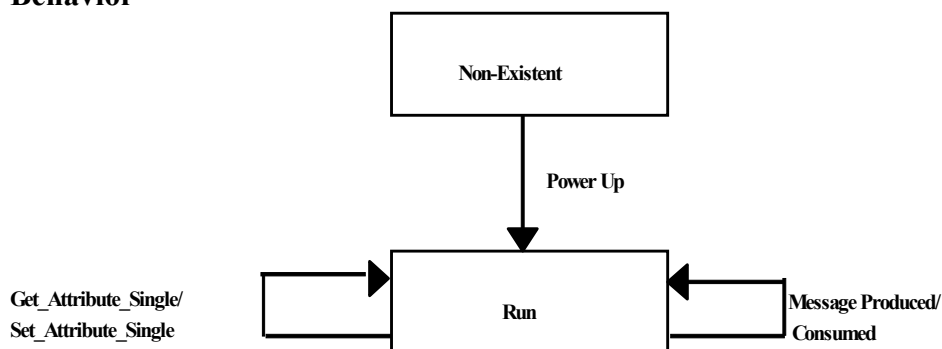 Behavior
Non-Existent
Power Up
Get_Attribute_Single/
Set_Attribute_Single
Run
Message Produced/
Consumed